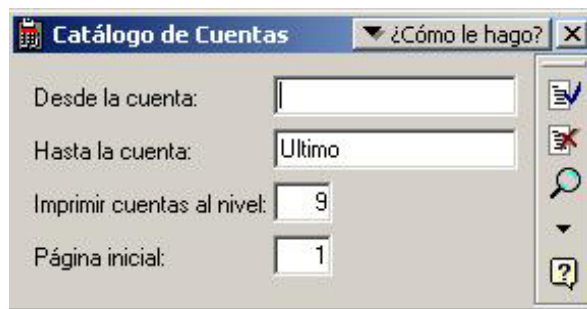 Catálogo de Cuentas ¿Cómo le hago?
Desde la cuenta:
Hasta la cuenta: Ultimo
Imprimir cuentas al nivel: 9
Página inicial: 1